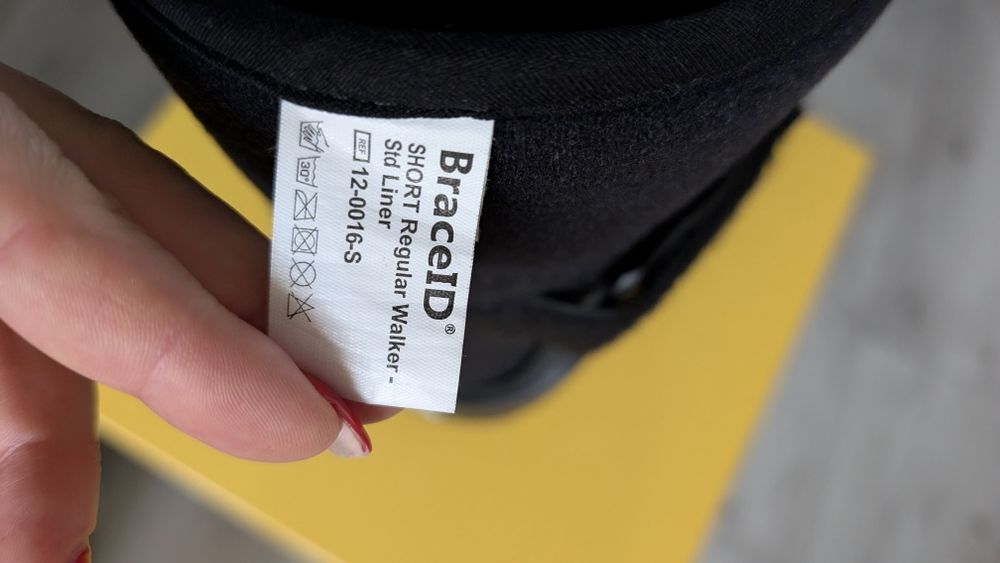 BraceID®
SHORT Regular Walker -
Std Liner
REF 12-0016-S
30°